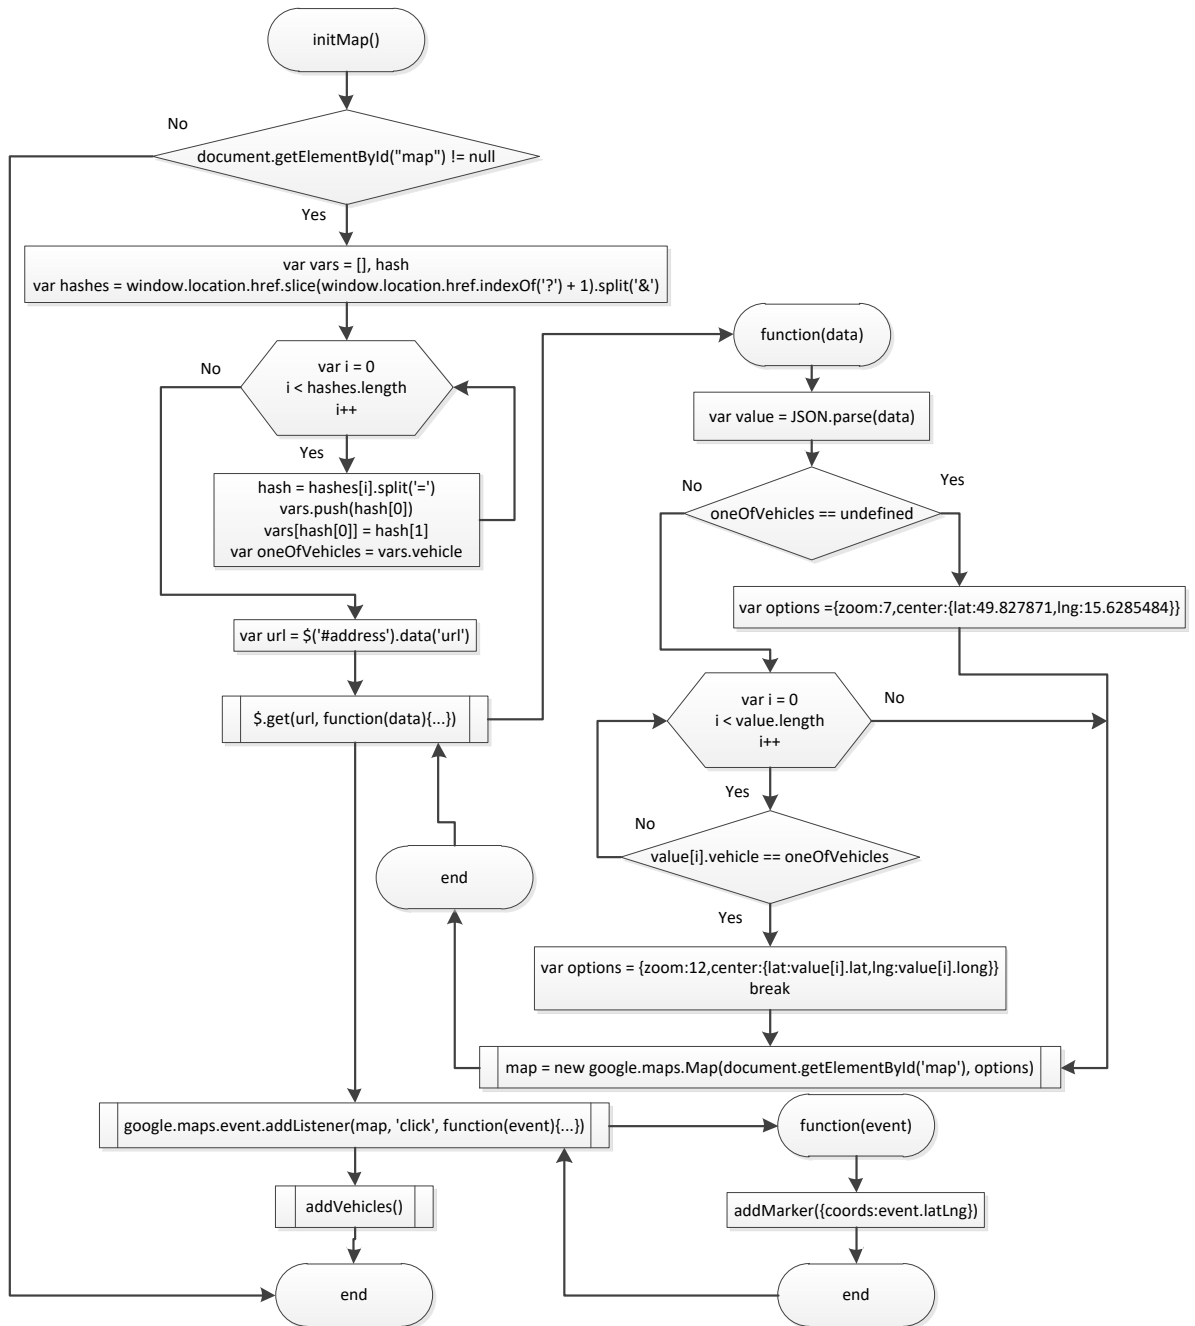 initMap()
No
document.getElementById("map") != null
Yes
var vars = [], hash
var hashes = window.location.href.slice(window.location.href.indexOf('?') + 1).split('&')
No
var i = 0
i < hashes.length
i++
Yes
hash = hashes[i].split('=')
vars.push(hash[0])
vars[hash[0]] = hash[1]
var oneOfVehicles = vars.vehicle
var url = $('#address').data('url')
$.get(url, function(data){...})
function(data)
var value = JSON.parse(data)
No
Yes
oneOfVehicles == undefined
var options ={zoom:7,center:{lat:49.827871,lng:15.6285484}}
var i = 0
i < value.length
i++
No
Yes
No
value[i].vehicle == oneOfVehicles
Yes
var options = {zoom:12,center:{lat:value[i].lat,lng:value[i].long}}
break
map = new google.maps.Map(document.getElementById('map'), options)
end
google.maps.event.addListener(map, 'click', function(event){...})
function(event)
addMarker({coords:event.latLng})
end
addVehicles()
end